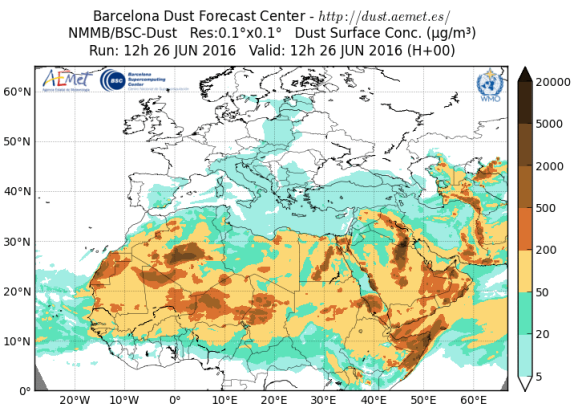 Barcelona Dust Forecast Center - http://dust.aemet.es/
NMMB/BSC-Dust Res:0.1°x0.1° Dust Surface Conc. (µg/m³)
Run: 12h 26 JUN 2016 Valid: 12h 26 JUN 2016 (H+00)
AEMet
BSC
Barcelona
Supercomputing
Center
WMO
60°N
50°N
40°N
30°N
20°N
10°N
0°
20°W 10°W 0° 10°E 20°E 30°E 40°E 50°E 60°E
20000
5000
2000
500
200
50
20
5